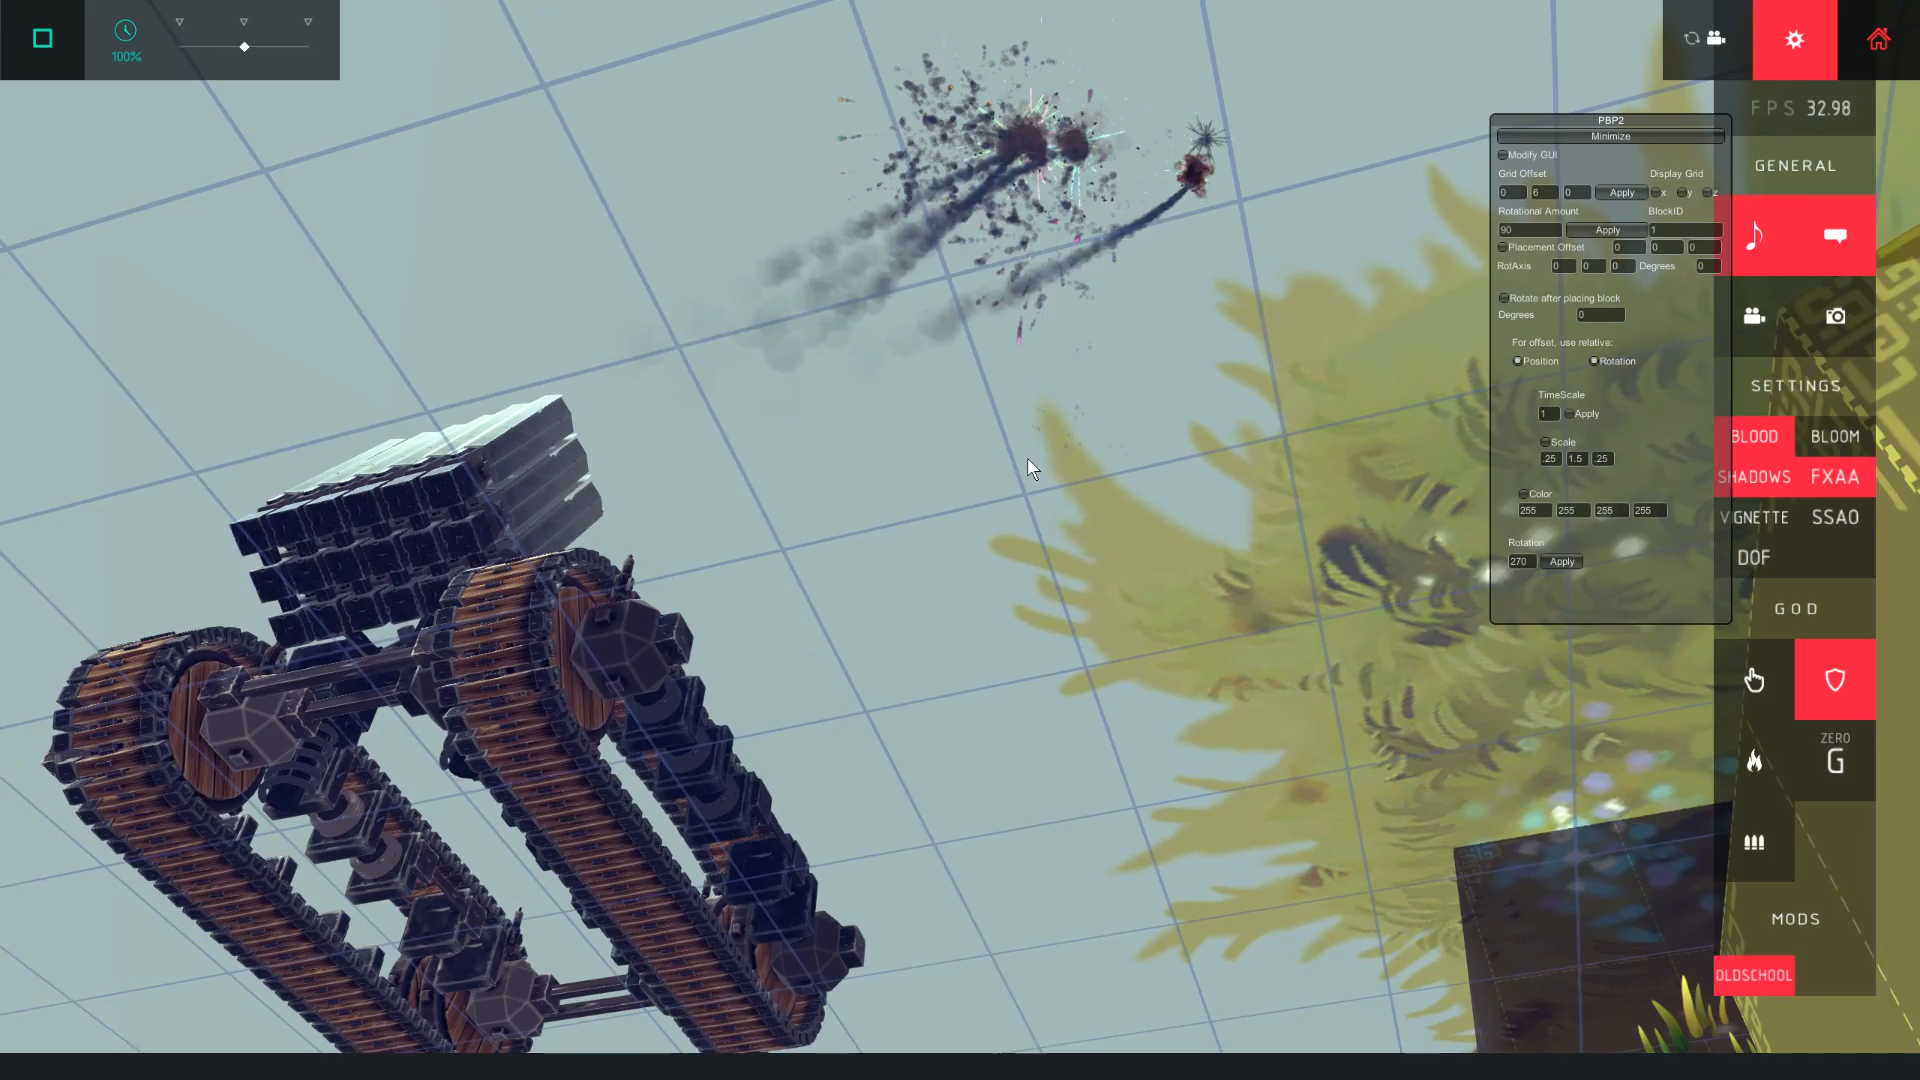 100%
FPS 32.98
GENERAL
SETTINGS
BLOOD BLOOM
SHADOWS FXAA
VIGNETTE SSAO
DOF
GOD
ZERO
G
MODS
OLDSCHOOL
PBP2
Minimize
Modify GUI
Grid Offset Display Grid
0 6 0 Apply x y z
Rotational Amount BlockID
90 Apply 1
Placement Offset 0 0 0
RotAxis 0 0 0 Degrees 0
Rotate after placing block
Degrees 0
For offset, use relative:
Position Rotation
TimeScale
1 Apply
Scale
.25 1.5 .25
Color
255 255 255 255
Rotation
270 Apply